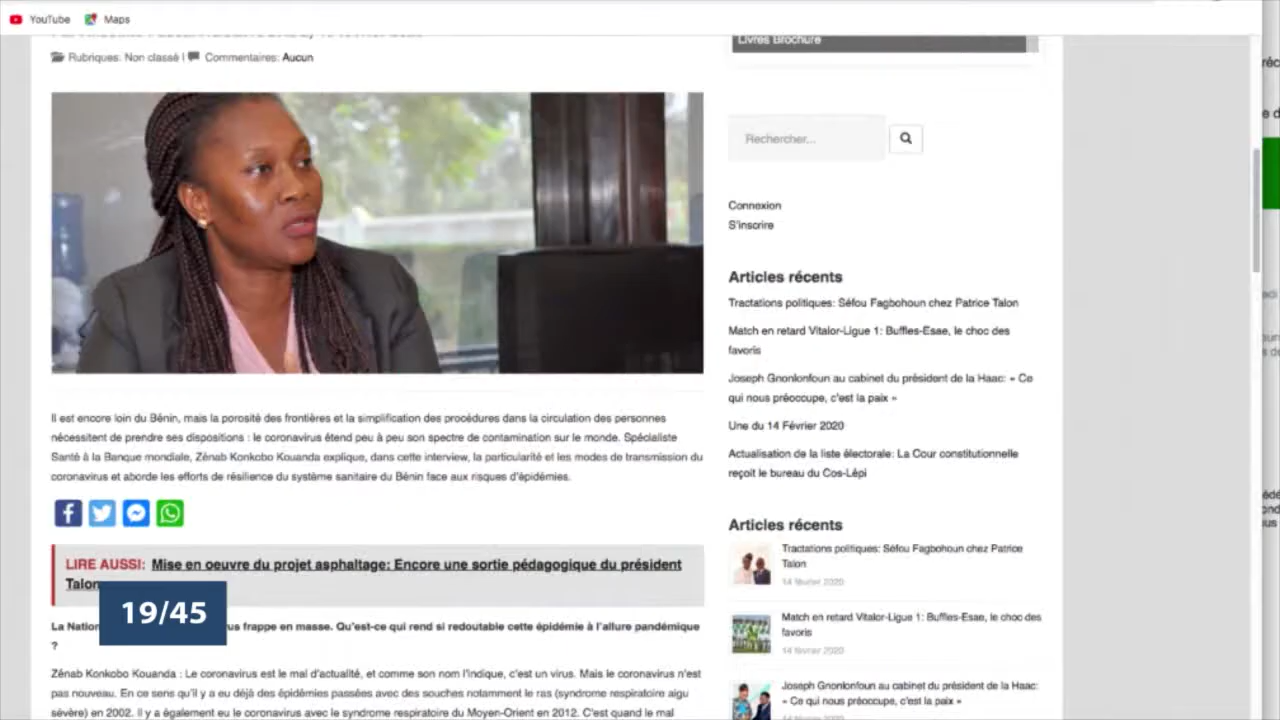 YouTube
Maps
Rubriques: Non classé | Commentaires: Aucun
Livres Brochure
Rechercher...
Connexion
S'inscrire
Articles récents
Tractations politiques: Séfou Fagbohoun chez Patrice Talon
Match en retard Vitalor-Ligue 1: Buffles-Esae, le choc des
favoris
Joseph Gnonlonfoun au cabinet du président de la Haac: « Ce
qui nous préoccupe, c'est la paix »
Une du 14 Février 2020
Actualisation de la liste électorale: La Cour constitutionnelle
reçoit le bureau du Cos-Lépi
Il est encore loin du Bénin, mais la porosité des frontières et la simplification des procédures dans la circulation des personnes
nécessitent de prendre ses dispositions : le coronavirus étend peu à peu son spectre de contamination sur le monde. Spécialiste
Santé à la Banque mondiale, Zénab Konkobo Kouanda explique, dans cette interview, la particularité et les modes de transmission du
coronavirus et aborde les efforts de résilience du système sanitaire du Bénin face aux risques d'épidémies.
LIRE AUSSI: Mise en oeuvre du projet asphaltage: Encore une sortie pédagogique du président
Talon
19/45
La Nation frappe en masse. Qu'est-ce qui rend si redoutable cette épidémie à l'allure pandémique
?
Zénab Konkobo Kouanda : Le coronavirus est le mal d'actualité, et comme son nom l'indique, c'est un virus. Mais le coronavirus n'est
pas nouveau. En ce sens qu'il y a eu déjà des épidémies passées avec des souches notamment le ras (syndrome respiratoire aigu
sévère) en 2002. Il y a également eu le coronavirus avec le syndrome respiratoire du Moyen-Orient en 2012. C'est quand le mal
Articles récents
Tractations politiques: Séfou Fagbohoun chez Patrice
Talon
14 février 2020
Match en retard Vitalor-Ligue 1: Buffles-Esae, le choc des
favoris
14 février 2020
Joseph Gnonlonfoun au cabinet du président de la Haac:
« Ce qui nous préoccupe, c'est la paix »
14 février 2020